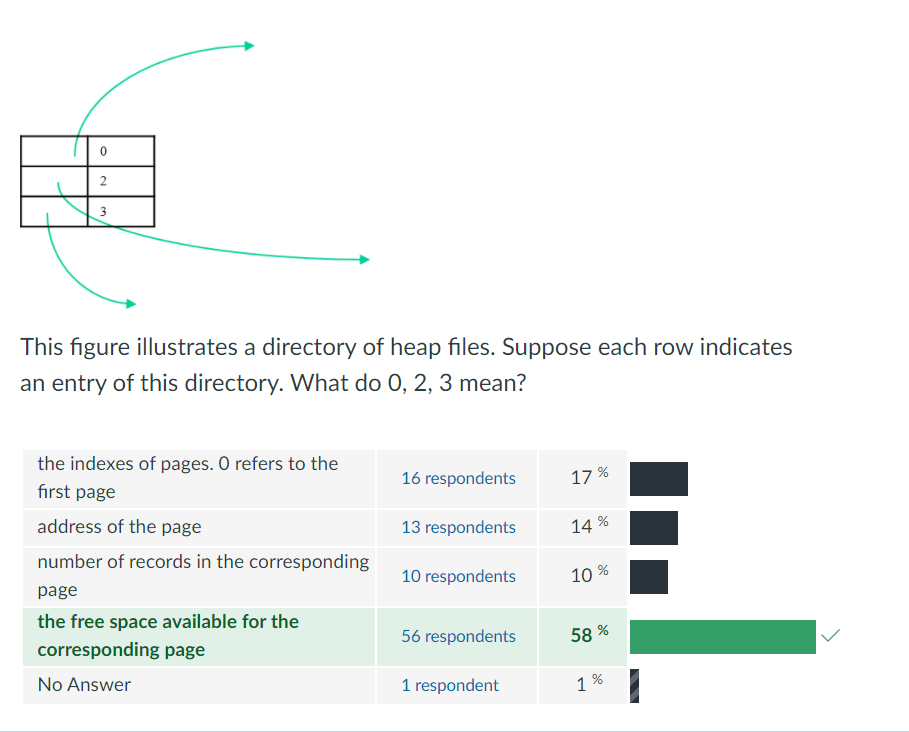 0
2
3
This figure illustrates a directory of heap files. Suppose each row indicates
an entry of this directory. What do 0, 2, 3 mean?
the indexes of pages. 0 refers to the
first page
16 respondents
17 %
address of the page
13 respondents
14 %
number of records in the corresponding
page
10 respondents
10 %
the free space available for the
corresponding page
56 respondents
58 %
No Answer
1 respondent
1 %